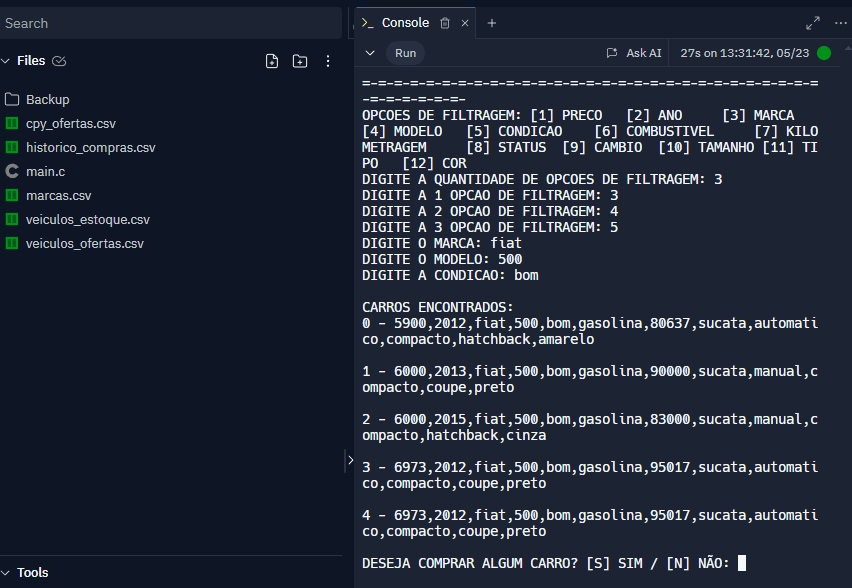 Search
Files
Backup
cpy_ofertas.csv
historico_compras.csv
main.c
marcas.csv
veiculos_estoque.csv
veiculos_ofertas.csv
Tools
Console
Run
Ask AI
27s on 13:31:42, 05/23
=-=-=-=-=-=-=-=-=-=-=-=-=-=-=-=-=-=-=-=-=-=-=-=-=-=-=-=-=
-=-=-=-=-=-=-
OPCOES DE FILTRAGEM: [1] PRECO [2] ANO [3] MARCA
[4] MODELO [5] CONDICAO [6] COMBUSTIVEL [7] KILO
METRAGEM [8] STATUS [9] CAMBIO [10] TAMANHO [11] TI
PO [12] COR
DIGITE A QUANTIDADE DE OPCOES DE FILTRAGEM: 3
DIGITE A 1 OPCAO DE FILTRAGEM: 3
DIGITE A 2 OPCAO DE FILTRAGEM: 4
DIGITE A 3 OPCAO DE FILTRAGEM: 5
DIGITE O MARCA: fiat
DIGITE O MODELO: 500
DIGITE A CONDICAO: bom
CARROS ENCONTRADOS:
0 - 5900,2012,fiat,500,bom,gasolina,80637,sucata,automati
co,compacto,hatchback,amarelo
1 - 6000,2013,fiat,500,bom,gasolina,90000,sucata,manual,c
ompacto,coupe,preto
2 - 6000,2015,fiat,500,bom,gasolina,83000,sucata,manual,c
ompacto,hatchback,cinza
3 - 6973,2012,fiat,500,bom,gasolina,95017,sucata,automati
co,compacto,coupe,preto
4 - 6973,2012,fiat,500,bom,gasolina,95017,sucata,automati
co,compacto,coupe,preto
DESEJA COMPRAR ALGUM CARRO? [S] SIM / [N] NÃO: